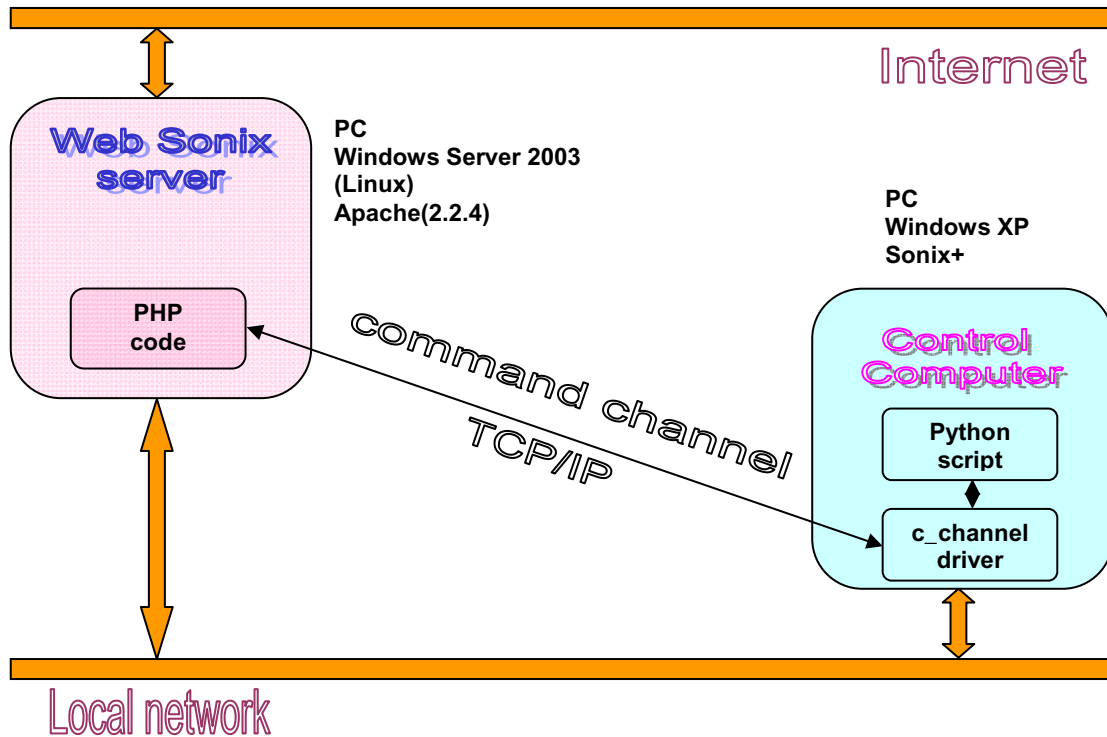 Internet
Web Sonix
server
PC
Windows Server 2003
(Linux)
Apache(2.2.4)
PC
Windows XP
Sonix+
PHP
code
command channel
TCP/IP
Control
Computer
Python
script
c_channel
driver
Local network